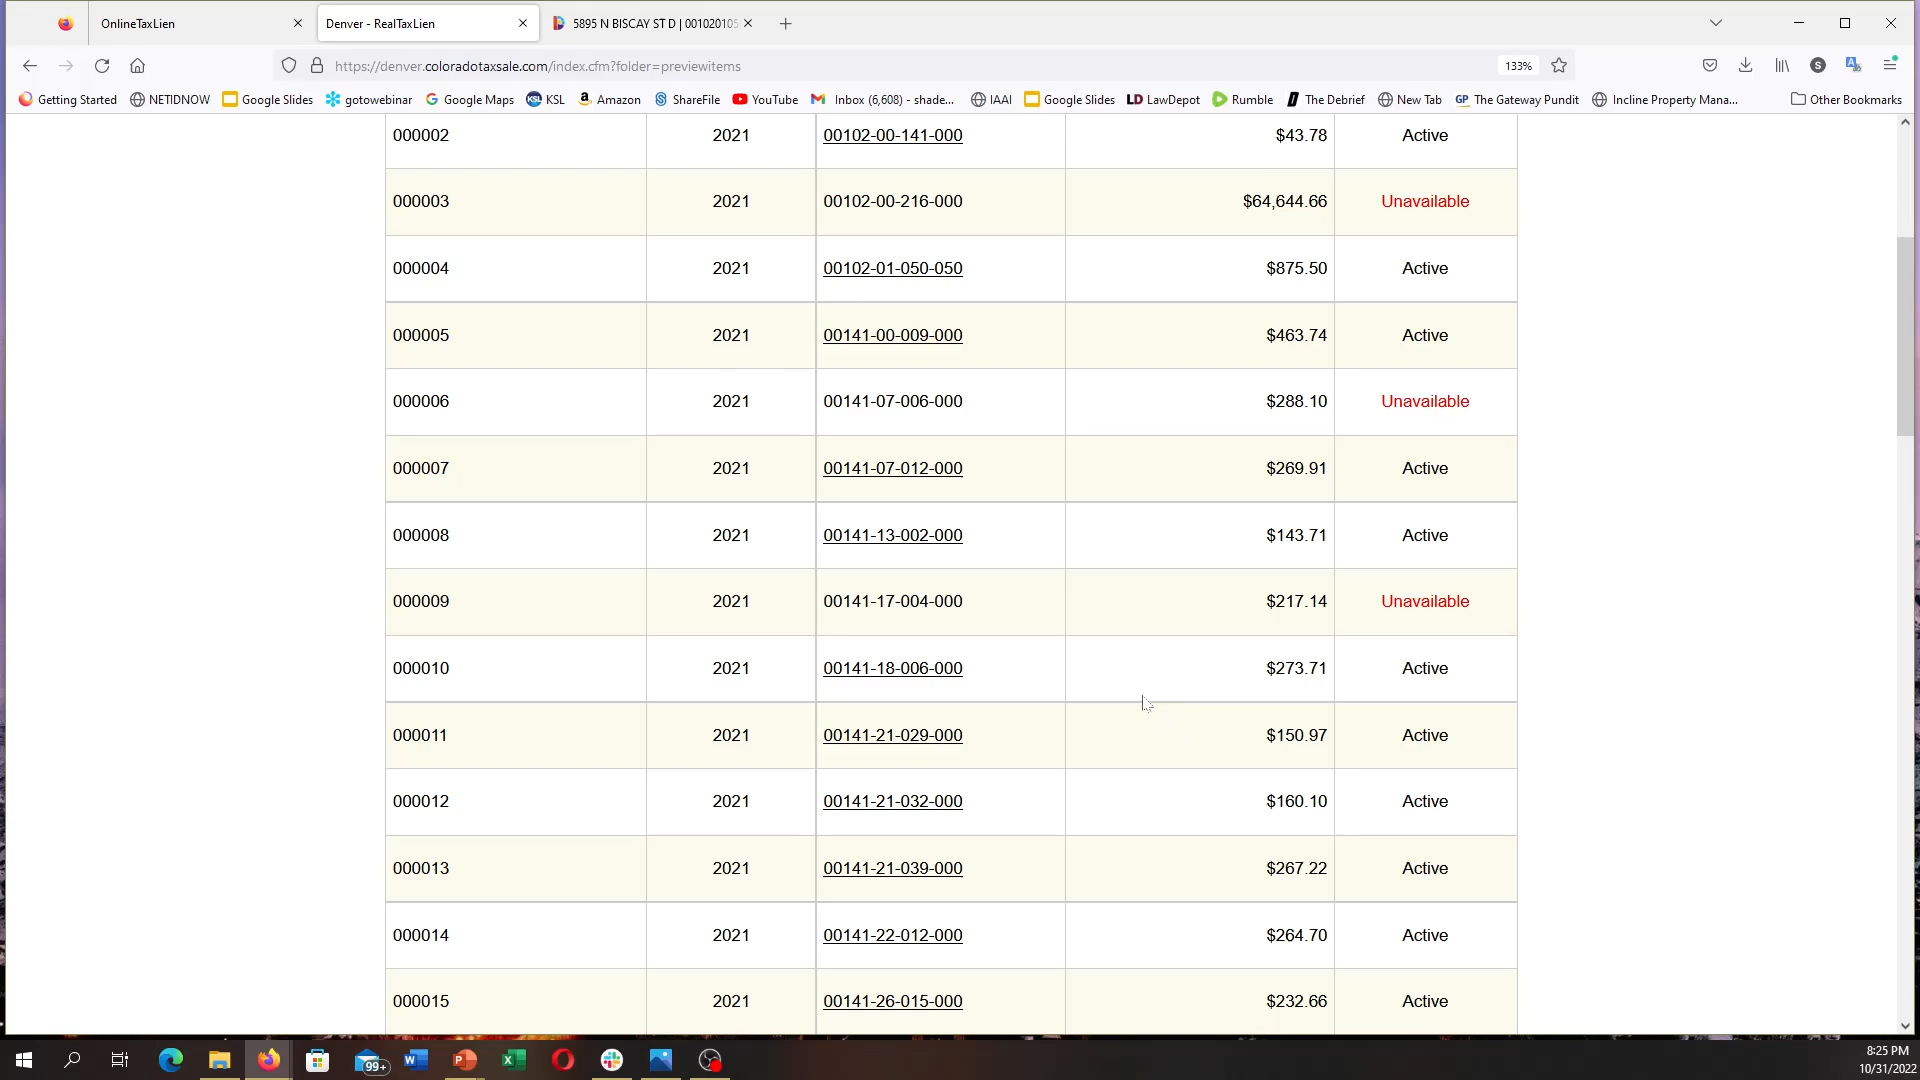 OnlineTaxLien
Denver - RealTaxLien
5895 N BISCAY ST D | 001020105
https://denver.coloradotaxsale.com/index.cfm?folder=previewitems
133%
S
Getting Started
NETIDNOW
Google Slides
gotowebinar
Google Maps
KSL KSL
Amazon
ShareFile
YouTube
Inbox (6,608) - shade...
IAAI
Google Slides
LD LawDepot
Rumble
The Debrief
New Tab
GP The Gateway Pundit
Incline Property Mana...
Other Bookmarks
000002 2021 00102-00-141-000 $43.78 Active
000003 2021 00102-00-216-000 $64,644.66 Unavailable
000004 2021 00102-01-050-050 $875.50 Active
000005 2021 00141-00-009-000 $463.74 Active
000006 2021 00141-07-006-000 $288.10 Unavailable
000007 2021 00141-07-012-000 $269.91 Active
000008 2021 00141-13-002-000 $143.71 Active
000009 2021 00141-17-004-000 $217.14 Unavailable
000010 2021 00141-18-006-000 $273.71 Active
000011 2021 00141-21-029-000 $150.97 Active
000012 2021 00141-21-032-000 $160.10 Active
000013 2021 00141-21-039-000 $267.22 Active
000014 2021 00141-22-012-000 $264.70 Active
000015 2021 00141-26-015-000 $232.66 Active
99+
8:25 PM
10/31/2022